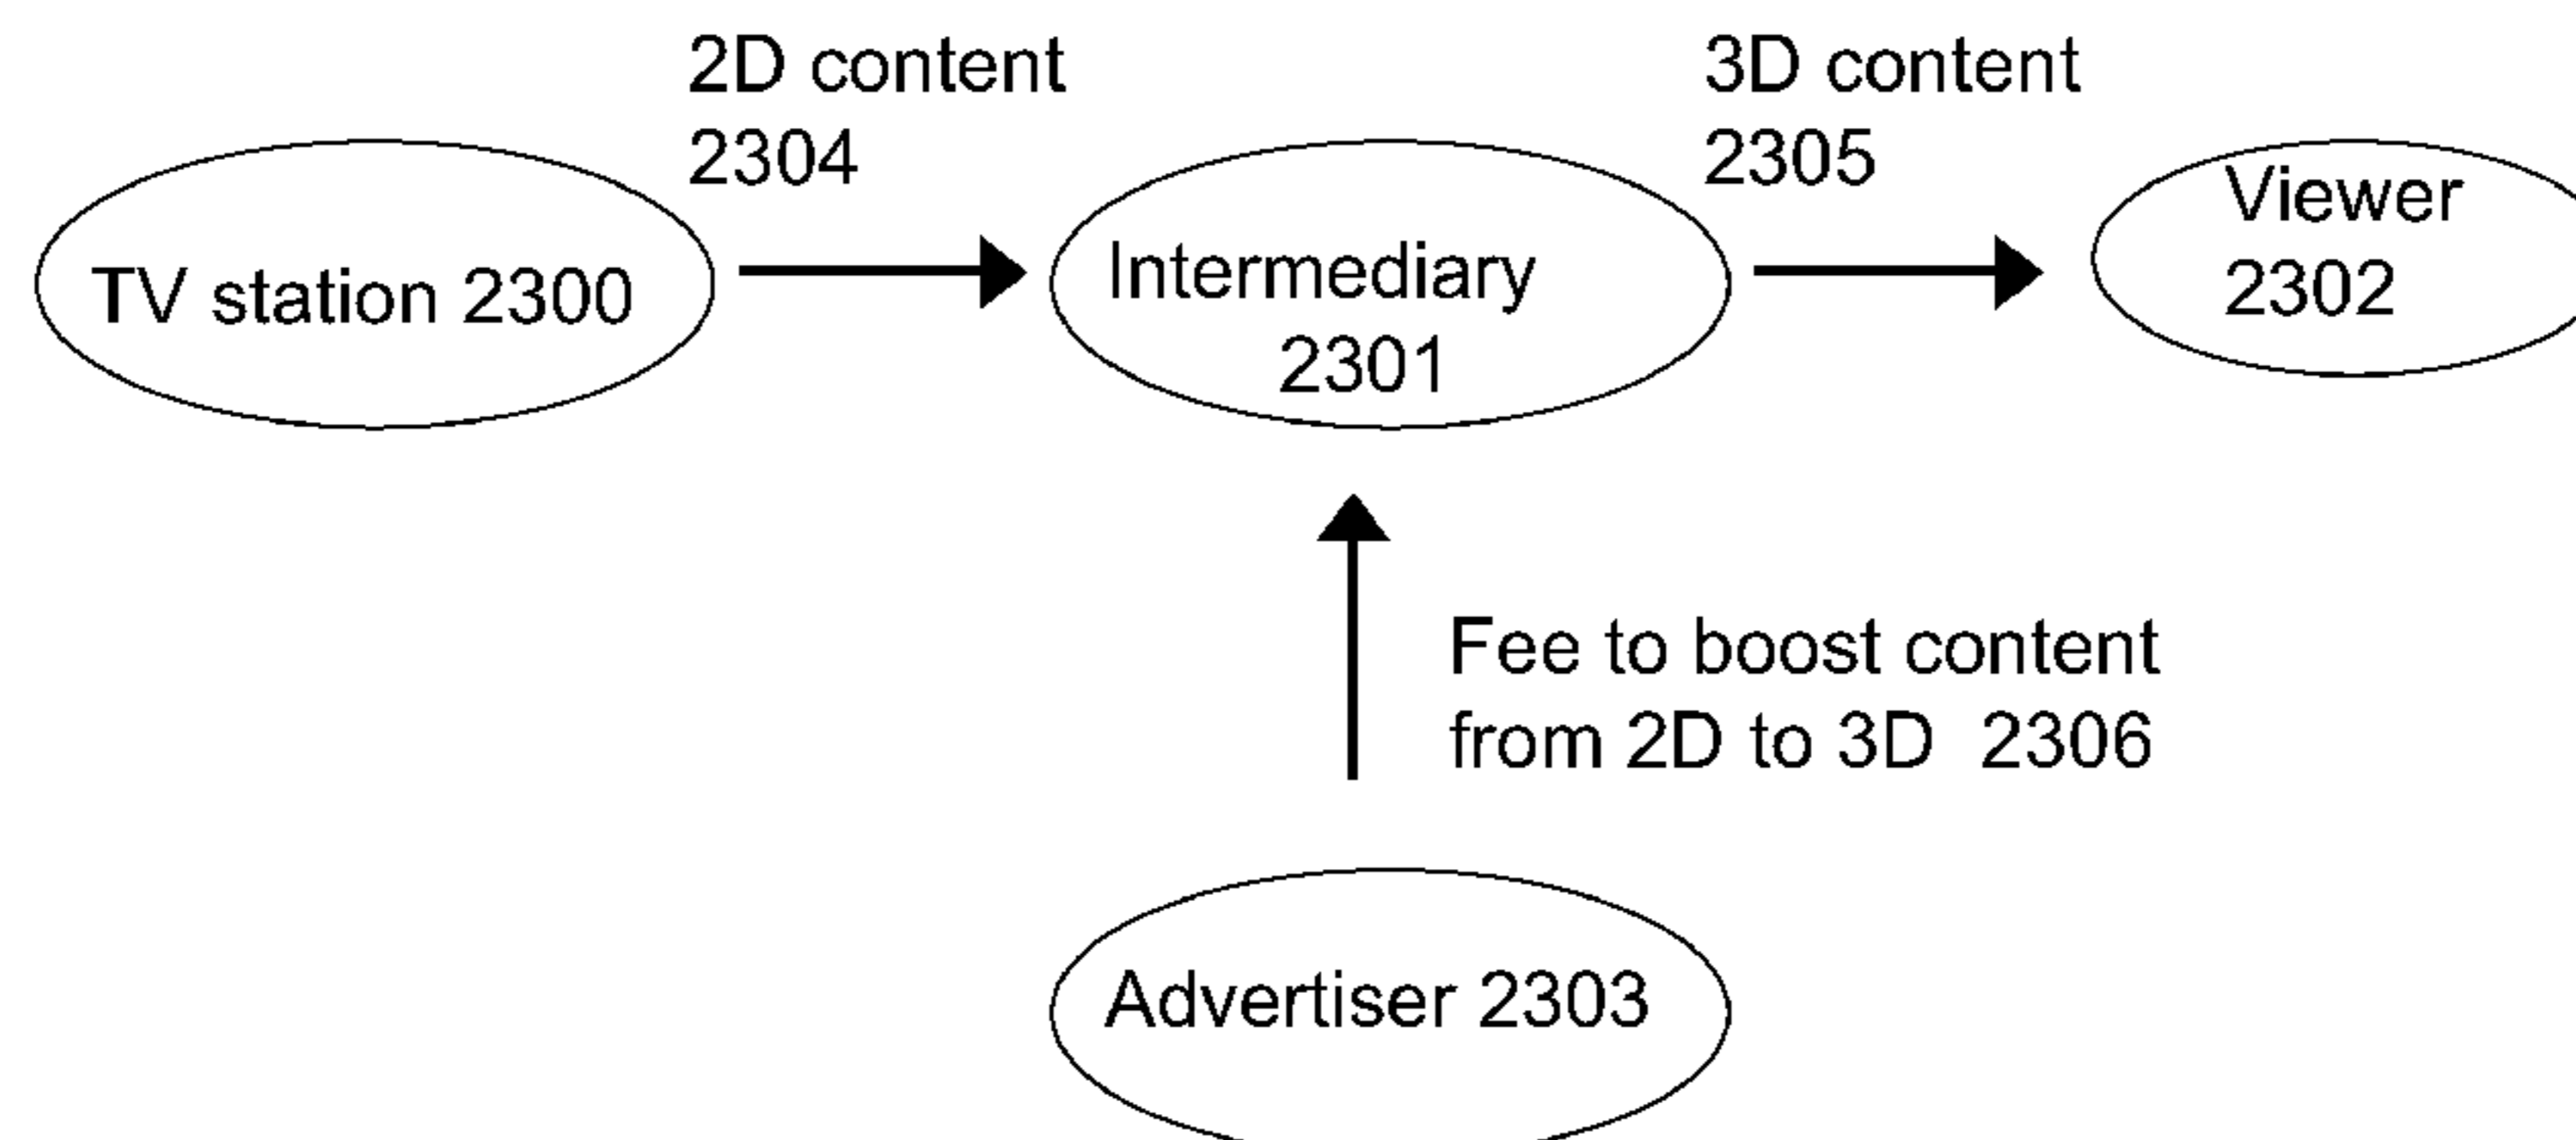 2D content
2304
3D content
2305
TV station 2300
Intermediary
2301
Viewer
2302
Fee to boost content
from 2D to 3D 2306
Advertiser 2303